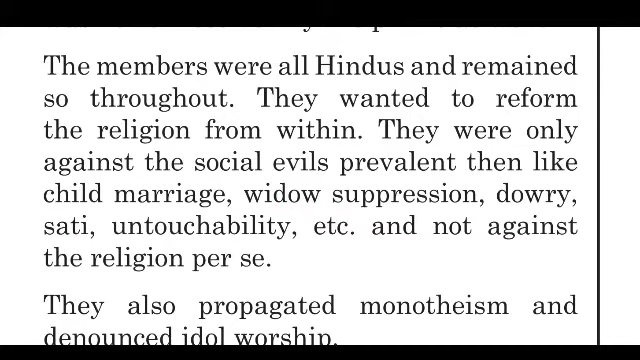 The members were all Hindus and remained
so throughout. They wanted to reform
the religion from within. They were only
against the social evils prevalent then like
child marriage, widow suppression, dowry,
sati, untouchability, etc. and not against
the religion per se.
They also propagated monotheism and
denounced idol worship.